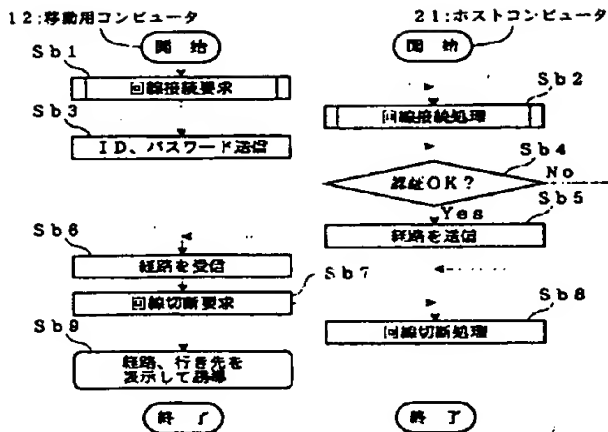 12:移動用コンピュータ
21:ホストコンピュータ
開 始
開 始
Sb1
回線接続要求
Sb2
回線接続処理
Sb3
ID、パスワード送信
Sb4
認証OK?
No
Yes
Sb5
経路を送信
Sb6
経路を受信
Sb7
回線切断要求
Sb8
回線切断処理
Sb9
経路、行き先を
表示して誘導
終 了
終 了